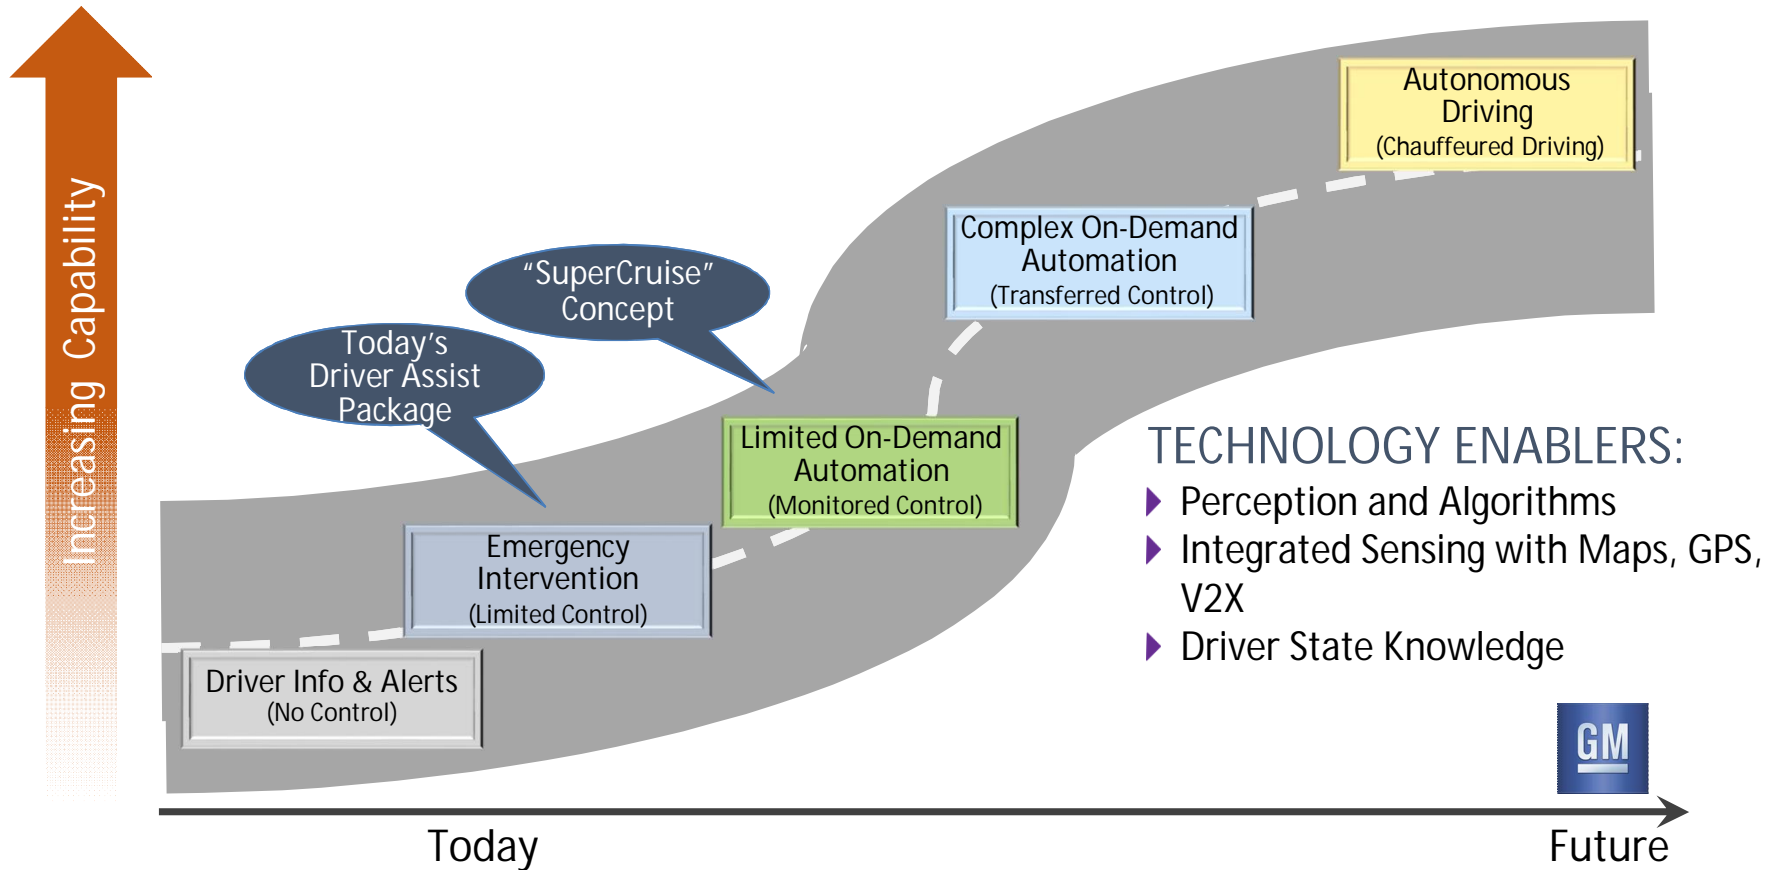 Increasing Capability
Autonomous
Driving
(Chauffeured Driving)
Complex On-Demand
Automation
(Transferred Control)
“SuperCruise”
Concept
Today’s
Driver Assist
Package
Limited On-Demand
Automation
(Monitored Control)
Emergency
Intervention
(Limited Control)
Driver Info & Alerts
(No Control)
TECHNOLOGY ENABLERS:
Perception and Algorithms
Integrated Sensing with Maps, GPS,
V2X
Driver State Knowledge
GM
Today
Future